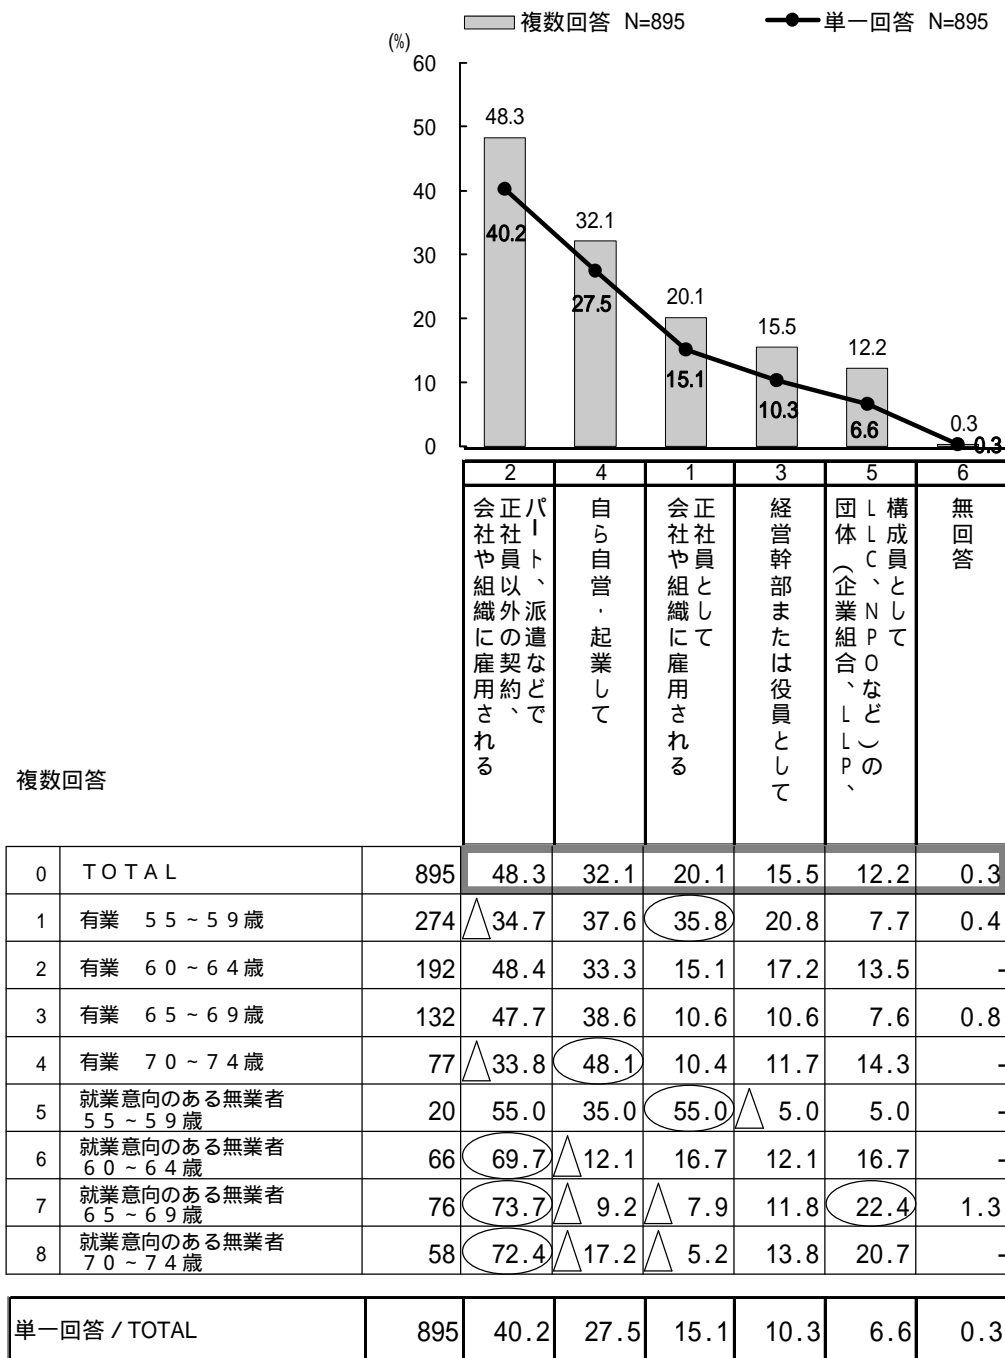 複数回答 N=895
単一回答 N=895
(%)
60
50
40
30
20
10
0
48.3
32.1
20.1
15.5
12.2
0.3
40.2
27.5
15.1
10.3
6.6
0.3
2 4 1 3 5 6
パート、派遣などで
正社員以外の契約、
会社や組織に雇用される
自ら自営・起業して
正社員として
会社や組織に雇用される
経営幹部または役員として
構成員として
LLC、NPOなど)の
団体(企業組合、LLP、
無回答
複数回答
0 TOTAL 895 48.3 32.1 20.1 15.5 12.2 0.3
1 有業 55~59歳 274 △34.7 37.6 35.8 20.8 7.7 0.4
2 有業 60~64歳 192 48.4 33.3 15.1 17.2 13.5 -
3 有業 65~69歳 132 47.7 38.6 10.6 10.6 7.6 0.8
4 有業 70~74歳 77 △33.8 48.1 10.4 11.7 14.3 -
5 就業意向のある無業者
55~59歳 20 55.0 35.0 55.0 △5.0 5.0 -
6 就業意向のある無業者
60~64歳 66 69.7 △12.1 16.7 12.1 16.7 -
7 就業意向のある無業者
65~69歳 76 73.7 △9.2 △7.9 11.8 22.4 1.3
8 就業意向のある無業者
70~74歳 58 72.4 △17.2 △5.2 13.8 20.7 -
単一回答/TOTAL 895 40.2 27.5 15.1 10.3 6.6 0.3